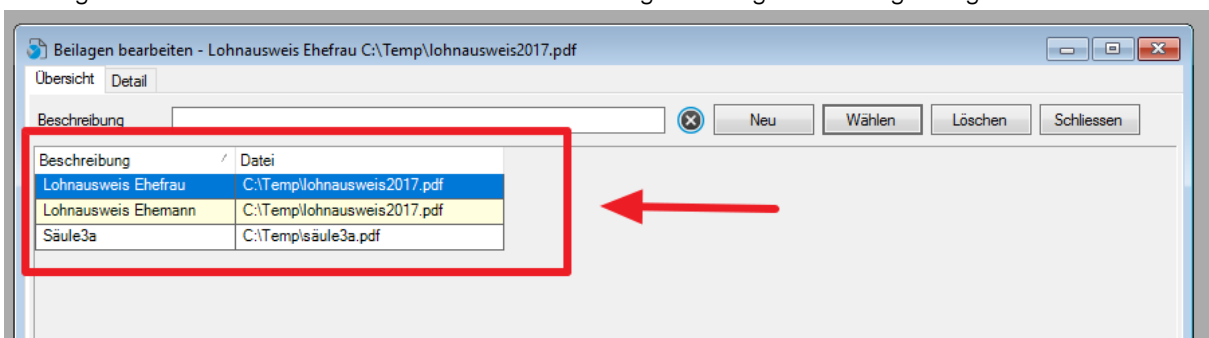 Beilagen bearbeiten - Lohnausweis Ehefrau C:\Temp\lohnausweis2017.pdf
Übersicht Detail
Beschreibung Neu Wählen Löschen Schliessen
Beschreibung Datei
Lohnausweis Ehefrau C:\Temp\lohnausweis2017.pdf
Lohnausweis Ehemann C:\Temp\lohnausweis2017.pdf
Säule3a C:\Temp\säule3a.pdf